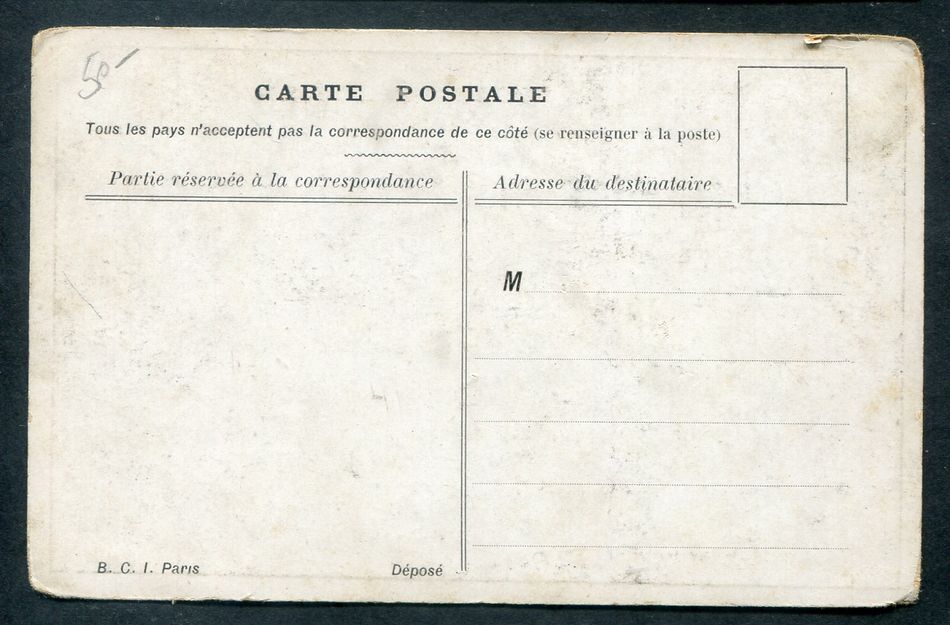 50
CARTE POSTALE
Tous les pays n'acceptent pas la correspondance de ce côté (se renseigner à la poste)
Partie réservée à la correspondance
Adresse du destinataire
M
B. C. I. Paris
Déposé